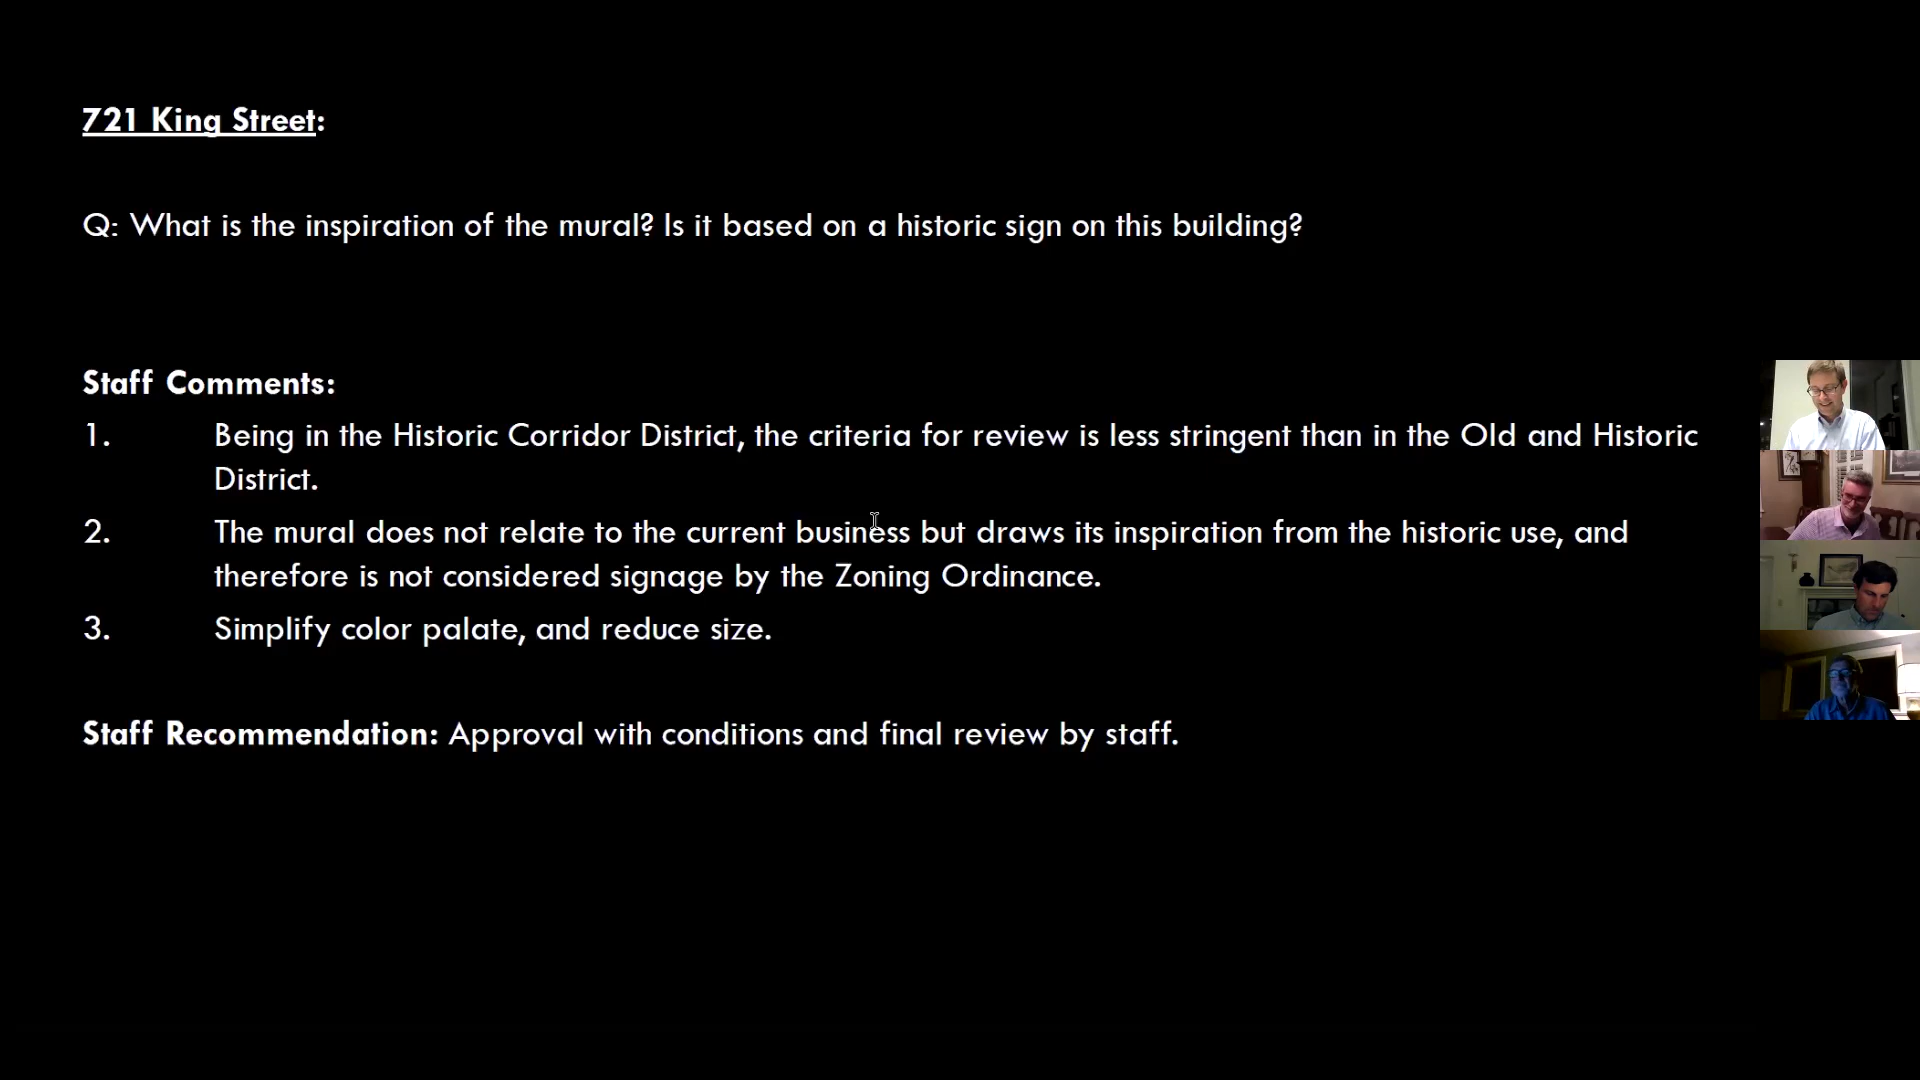 721 King Street:
Q: What is the inspiration of the mural? Is it based on a historic sign on this building?
Staff Comments:
1. Being in the Historic Corridor District, the criteria for review is less stringent than in the Old and Historic
District.
2. The mural does not relate to the current business but draws its inspiration from the historic use, and
therefore is not considered signage by the Zoning Ordinance.
3. Simplify color palate, and reduce size.
Staff Recommendation: Approval with conditions and final review by staff.